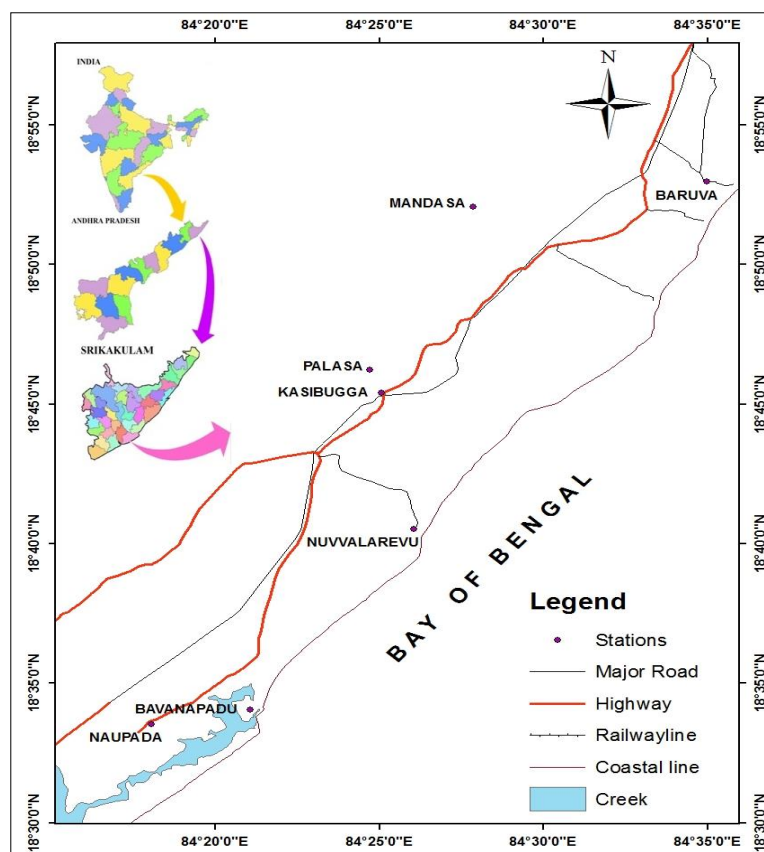 84°20'0"E 84°25'0"E 84°30'0"E 84°35'0"E
INDIA
N
18°55'0"N 18°55'0"N
BARUVA
MANDASA
ANDHRA PRADESH
18°50'0"N 18°50'0"N
SRIKAKULAM
PALASA
KASIBUGGA
18°45'0"N 18°45'0"N
NUVVALAREVU
18°40'0"N 18°40'0"N
BAY OF BENGAL
Legend
Stations
Major Road
Highway
Railwayline
Coastal line
Creek
18°35'0"N 18°35'0"N
BAVANAPADU
NAUPADA
18°30'0"N 18°30'0"N
84°20'0"E 84°25'0"E 84°30'0"E 84°35'0"E